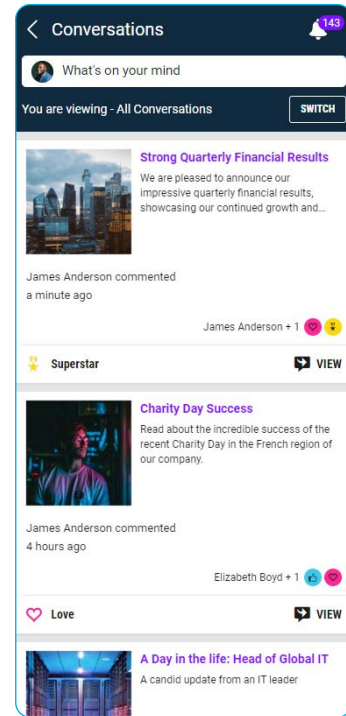 Conversations
143
What's on your mind
You are viewing - All Conversations
SWITCH
Strong Quarterly Financial Results
We are pleased to announce our
impressive quarterly financial results,
showcasing our continued growth and...
James Anderson commented
a minute ago
James Anderson + 1
Superstar
VIEW
Charity Day Success
Read about the incredible success of the
recent Charity Day in the French region of
our company.
James Anderson commented
4 hours ago
Elizabeth Boyd + 1
Love
VIEW
A Day in the life: Head of Global IT
A candid update from an IT leader